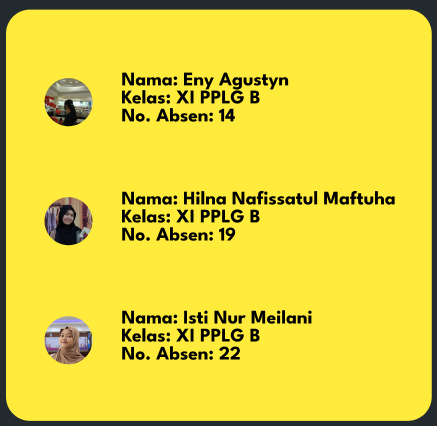 Nama: Eny Agustyn
Kelas: XI PPLG B
No. Absen: 14
Nama: Hilna Nafissatul Maftuha
Kelas: XI PPLG B
No. Absen: 19
Nama: Isti Nur Meilani
Kelas: XI PPLG B
No. Absen: 22